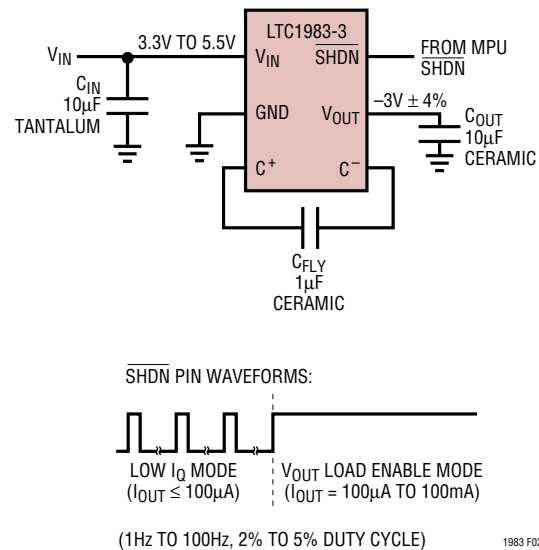 LTC1983-3
VIN
3.3V TO 5.5V
VIN
SHDN
FROM MPU
SHDN
CIN
10µF
TANTALUM
GND
VOUT
–3V ± 4%
COUT
10µF
CERAMIC
C+
C–
CFLY
1µF
CERAMIC
SHDN PIN WAVEFORMS:
LOW IQ MODE
(IOUT ≤ 100µA)
VOUT LOAD ENABLE MODE
(IOUT = 100µA TO 100mA)
(1Hz TO 100Hz, 2% TO 5% DUTY CYCLE)
1983 F02